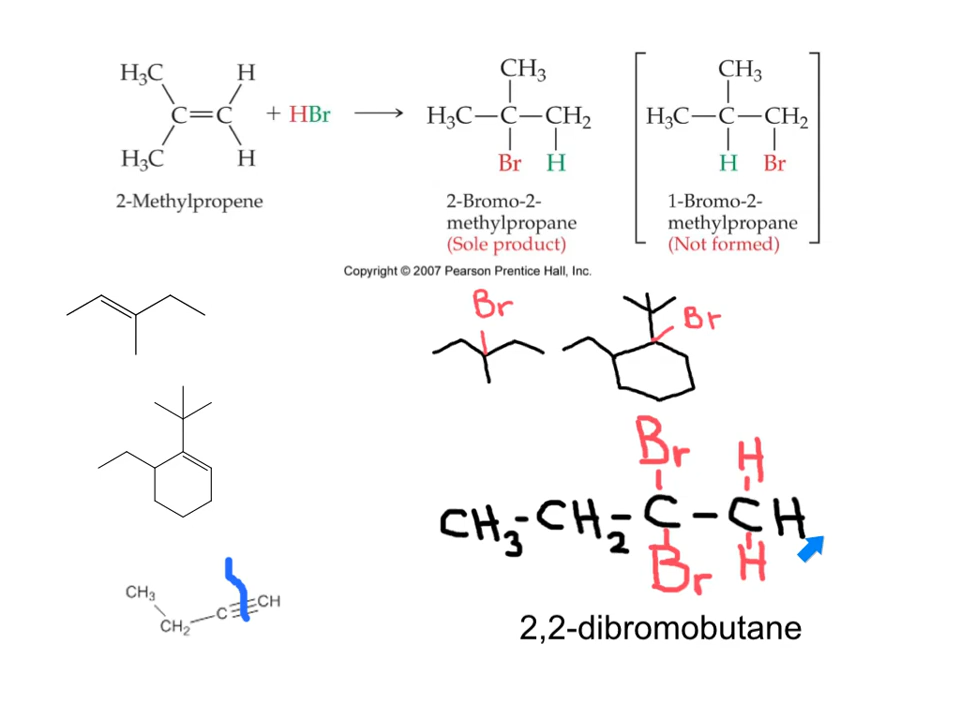 H₃C H CH₃ CH₃
C=C + HBr ⟶ H₃C—C—CH₂ H₃C—C—CH₂
H₃C H Br H H Br
2-Methylpropene
2-Bromo-2-
methylpropane
(Sole product)
1-Bromo-2-
methylpropane
(Not formed)
Copyright © 2007 Pearson Prentice Hall, Inc.
Br
Br
Br H
CH₃-CH₂-C-CH
Br H
CH₃
C≡CH
CH₂
2,2-dibromobutane